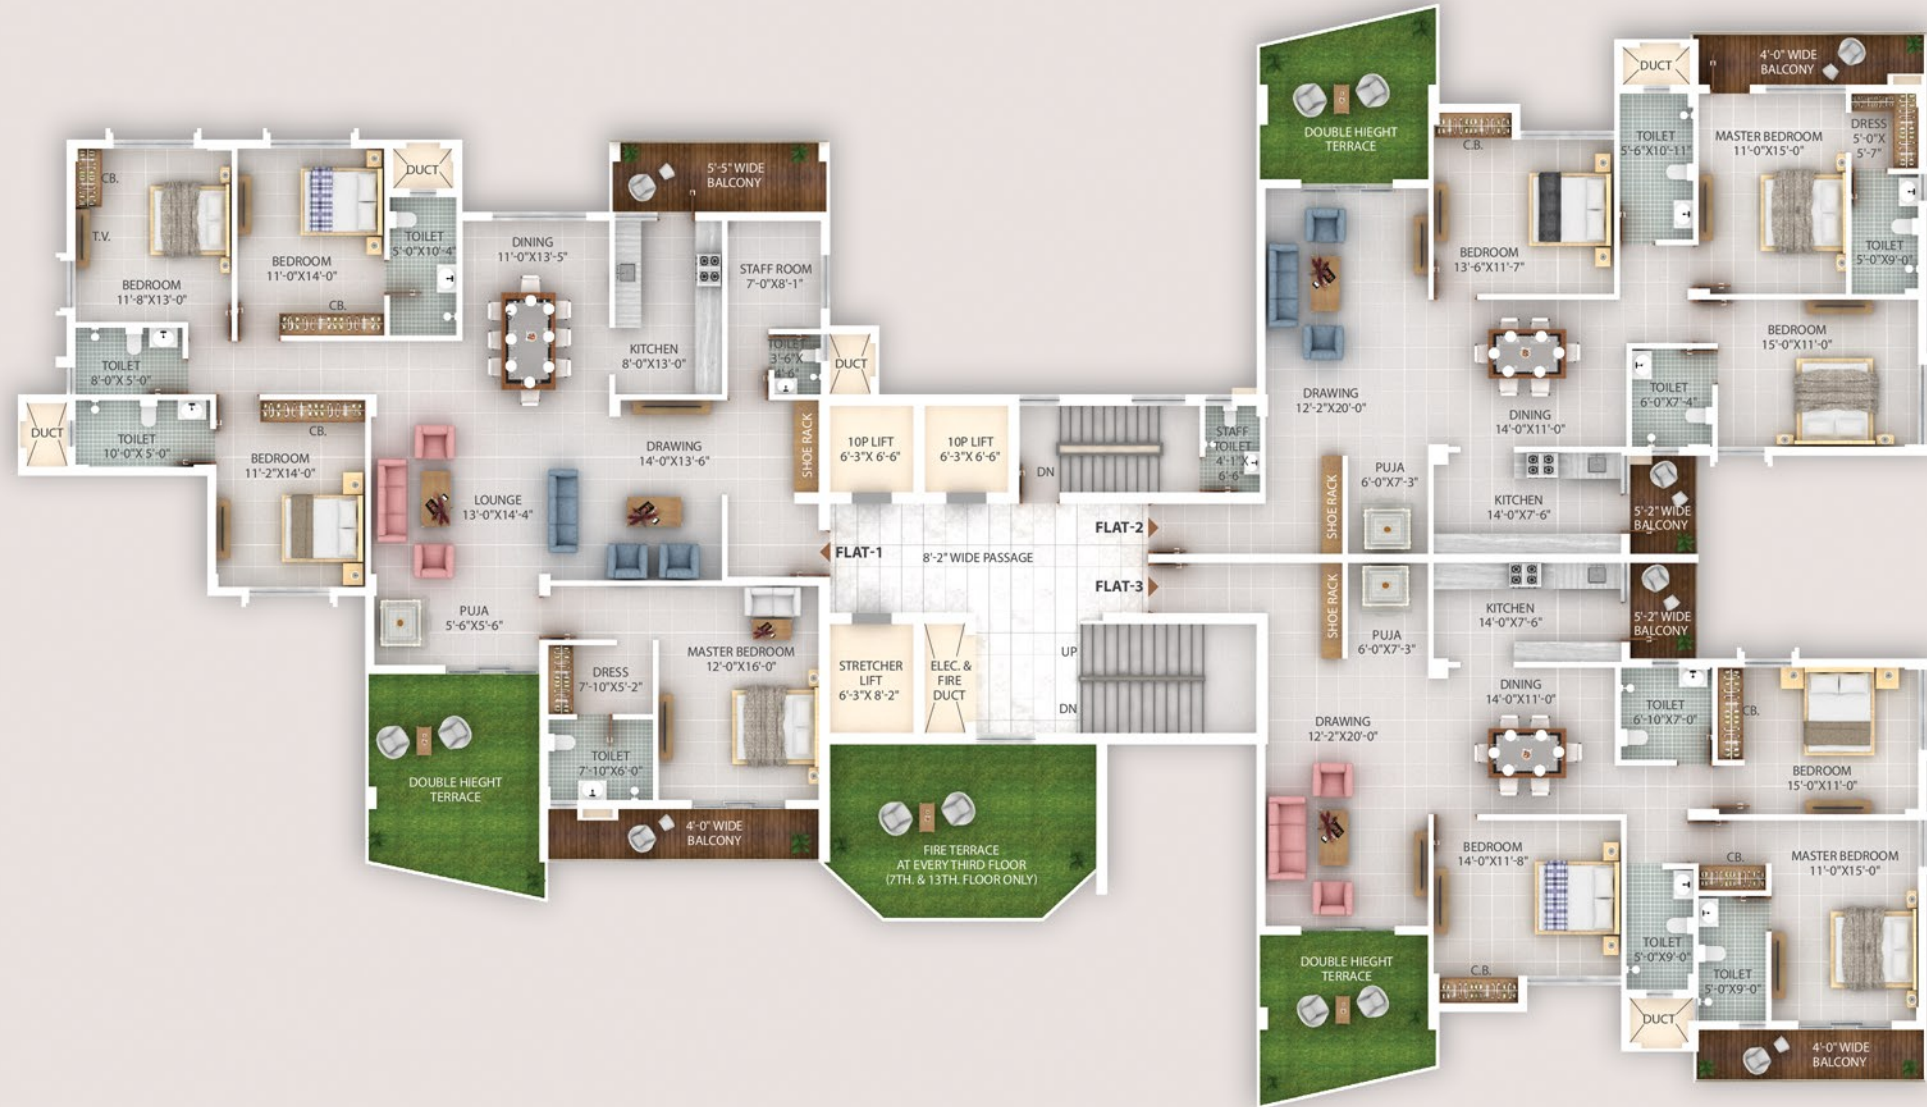 DUCT
5'-5" WIDE
BALCONY
CB.
T.V.
BEDROOM
11'-8"X13'-0"
BEDROOM
11'-0"X14'-0"
CB.
TOILET
5'-0"X10'-4"
DINING
11'-0"X13'-5"
KITCHEN
8'-0"X13'-0"
STAFF ROOM
7'-0"X8'-1"
TOILET
3'-6"X
4'-6"
DUCT
TOILET
8'-0"X 5'-0"
DUCT
TOILET
10'-0"X 5'-0"
CB.
BEDROOM
11'-2"X14'-0"
LOUNGE
13'-0"X14'-4"
DRAWING
14'-0"X13'-6"
SHOE RACK
PUJA
5'-6"X5'-6"
DRESS
7'-10"X5'-2"
MASTER BEDROOM
12'-0"X16'-0"
TOILET
7'-10"X6'-0"
DOUBLE HIEGHT
TERRACE
4'-0" WIDE
BALCONY
10P LIFT
6'-3"X 6'-6"
10P LIFT
6'-3"X 6'-6"
DN
STAFF
TOILET
4'-1"X
6'-6"
FLAT-1
8'-2" WIDE PASSAGE
FLAT-2
FLAT-3
STRETCHER
LIFT
6'-3"X 8'-2"
ELEC. &
FIRE
DUCT
UP
DN
FIRE TERRACE
AT EVERY THIRD FLOOR
(7TH. & 13TH. FLOOR ONLY)
DOUBLE HIEGHT
TERRACE
C.B.
DUCT
4'-0" WIDE
BALCONY
TOILET
5'-6"X10'-11"
MASTER BEDROOM
11'-0"X15'-0"
DRESS
5'-0"X
5'-7"
TOILET
5'-0"X9'-0"
BEDROOM
13'-6"X11'-7"
BEDROOM
15'-0"X11'-0"
TOILET
6'-0"X7'-4"
DRAWING
12'-2"X20'-0"
DINING
14'-0"X11'-0"
SHOE RACK
PUJA
6'-0"X7'-3"
KITCHEN
14'-0"X7'-6"
5'-2" WIDE
BALCONY
SHOE RACK
PUJA
6'-0"X7'-3"
KITCHEN
14'-0"X7'-6"
5'-2" WIDE
BALCONY
DRAWING
12'-2"X20'-0"
DINING
14'-0"X11'-0"
TOILET
6'-10"X7'-0"
CB.
BEDROOM
15'-0"X11'-0"
BEDROOM
14'-0"X11'-8"
CB.
MASTER BEDROOM
11'-0"X15'-0"
TOILET
5'-0"X9'-0"
TOILET
5'-0"X9'-0"
C.B.
DUCT
DOUBLE HIEGHT
TERRACE
4'-0" WIDE
BALCONY